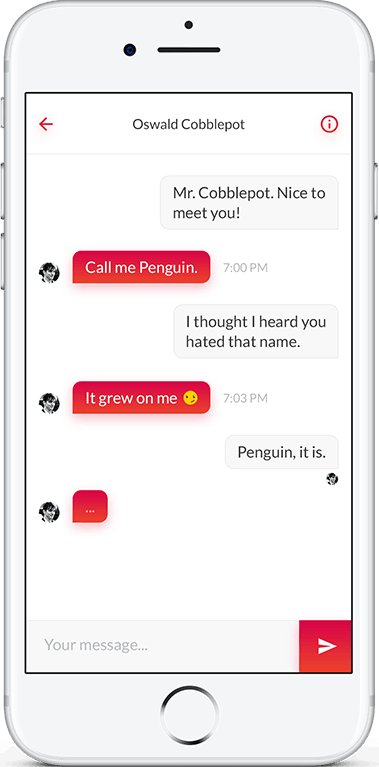 Oswald Cobblepot
Mr. Cobblepot. Nice to
meet you!
Call me Penguin.
7:00 PM
I thought I heard you
hated that name.
It grew on me 😏
7:03 PM
Penguin, it is.
...
Your message...